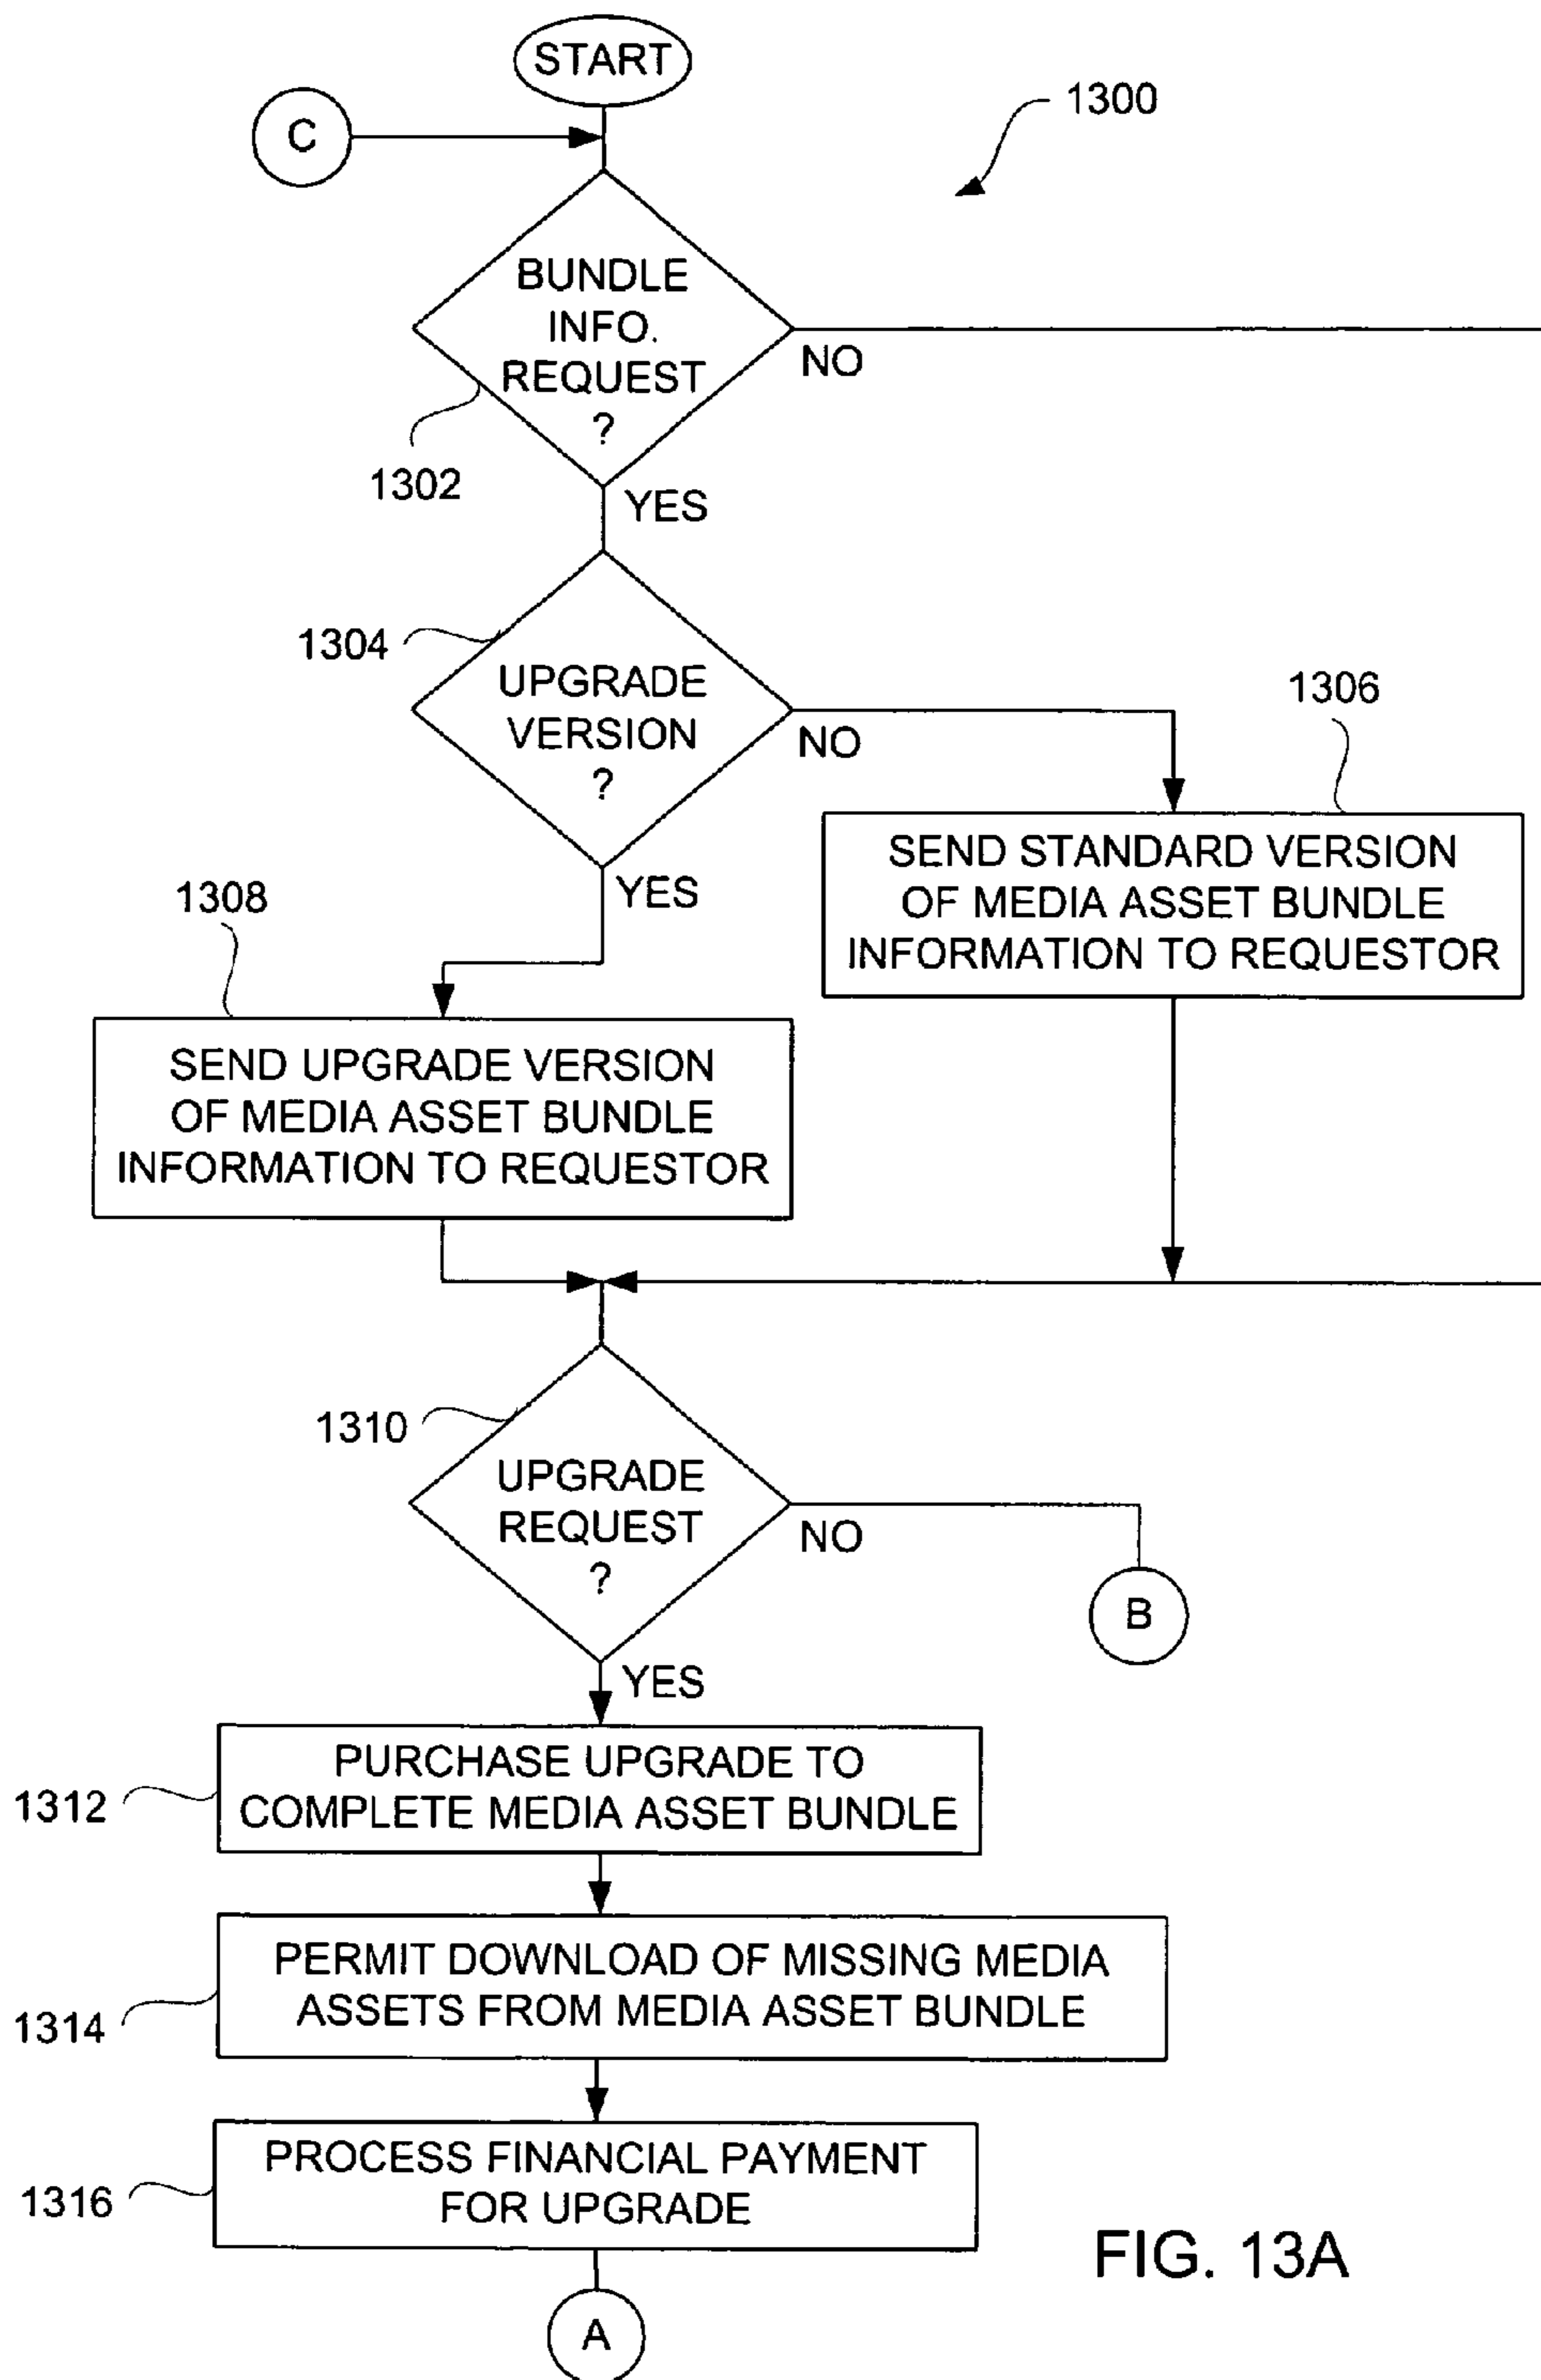 START
C
1300
BUNDLE
INFO.
REQUEST
?
NO
1302
YES
1304
UPGRADE
VERSION
?
NO
1306
YES
SEND STANDARD VERSION
OF MEDIA ASSET BUNDLE
INFORMATION TO REQUESTOR
1308
SEND UPGRADE VERSION
OF MEDIA ASSET BUNDLE
INFORMATION TO REQUESTOR
1310
UPGRADE
REQUEST
?
NO
B
YES
PURCHASE UPGRADE TO
COMPLETE MEDIA ASSET BUNDLE
1312
PERMIT DOWNLOAD OF MISSING MEDIA
ASSETS FROM MEDIA ASSET BUNDLE
1314
PROCESS FINANCIAL PAYMENT
FOR UPGRADE
1316
FIG. 13A
A